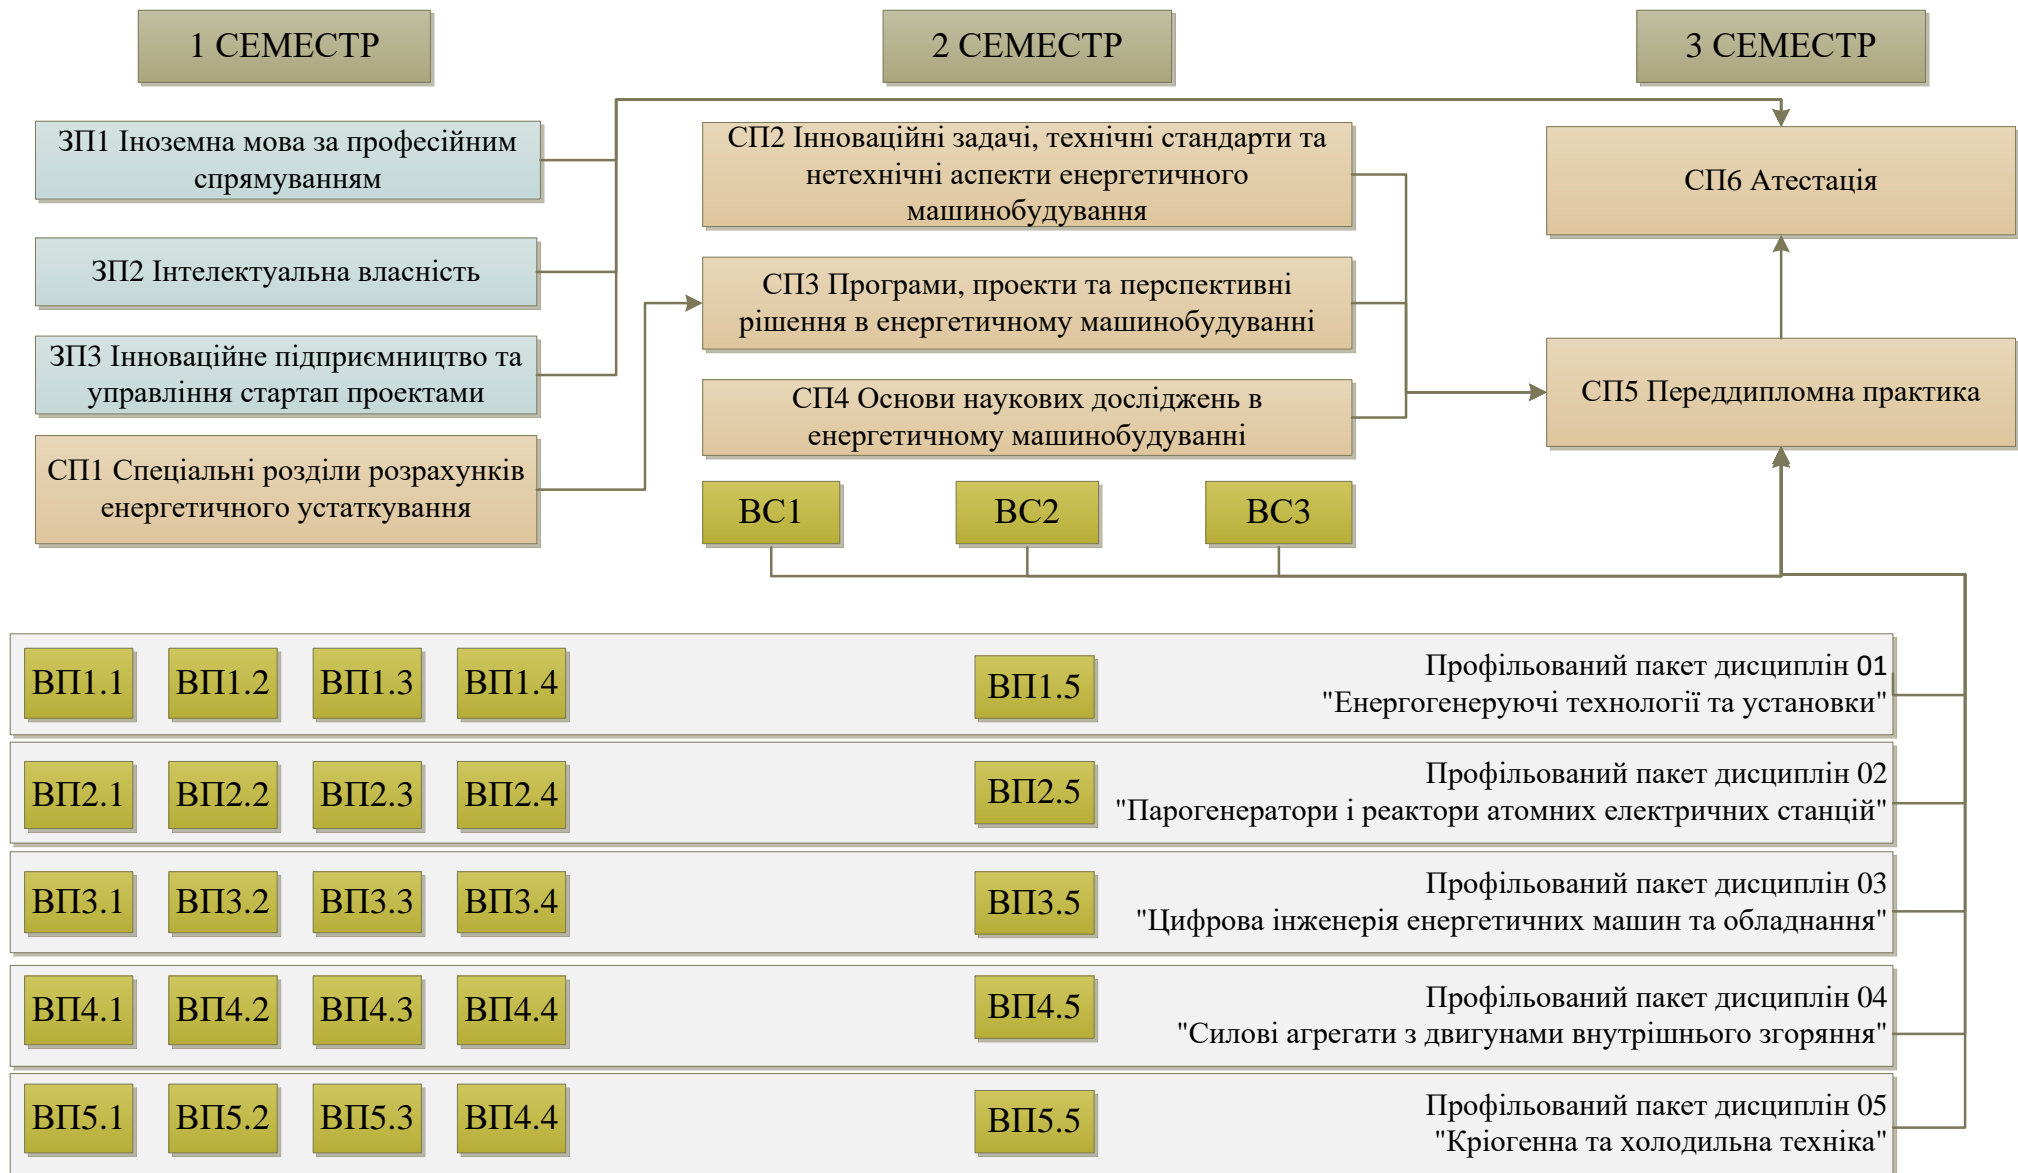 1 СЕМЕСТР
2 СЕМЕСТР
3 СЕМЕСТР
ЗП1 Іноземна мова за професійним
спрямуванням
ЗП2 Інтелектуальна власність
ЗП3 Інноваційне підприємництво та
управління стартап проектами
СП1 Спеціальні розділи розрахунків
енергетичного устаткування
СП2 Інноваційні задачі, технічні стандарти та
нетехнічні аспекти енергетичного
машинобудування
СП3 Програми, проекти та перспективні
рішення в енергетичному машинобудуванні
СП4 Основи наукових досліджень в
енергетичному машинобудуванні
ВС1
ВС2
ВС3
СП6 Атестація
СП5 Переддипломна практика
ВП1.1
ВП1.2
ВП1.3
ВП1.4
ВП1.5
Профільований пакет дисциплін 01
"Енергогенеруючі технології та установки"
ВП2.1
ВП2.2
ВП2.3
ВП2.4
ВП2.5
Профільований пакет дисциплін 02
"Парогенератори і реактори атомних електричних станцій"
ВП3.1
ВП3.2
ВП3.3
ВП3.4
ВП3.5
Профільований пакет дисциплін 03
"Цифрова інженерія енергетичних машин та обладнання"
ВП4.1
ВП4.2
ВП4.3
ВП4.4
ВП4.5
Профільований пакет дисциплін 04
"Силові агрегати з двигунами внутрішнього згоряння"
ВП5.1
ВП5.2
ВП5.3
ВП4.4
ВП5.5
Профільований пакет дисциплін 05
"Кріогенна та холодильна техніка"